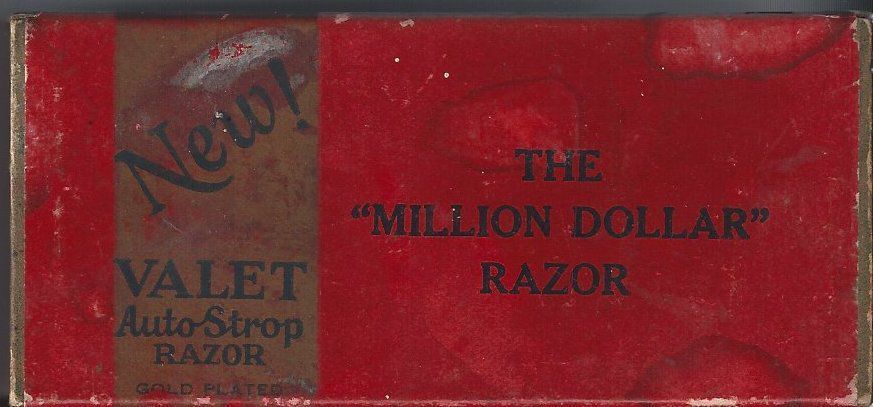 New!
VALET
Auto-Strop
RAZOR
GOLD PLATED
THE
"MILLION DOLLAR"
RAZOR